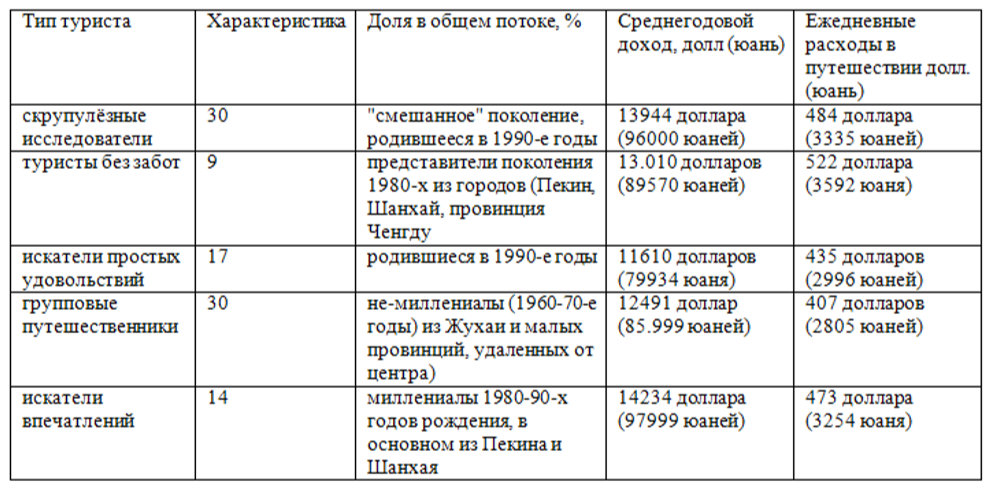 Тип туриста Характеристика Доля в общем потоке, % Среднегодовой доход, долл (юань) Ежедневные расходы в путешествии долл. (юань)
скрупулёзные исследователи 30 "смешанное" поколение, родившееся в 1990-е годы 13944 доллара (96000 юаней) 484 доллара (3335 юаней)
туристы без забот 9 представители поколения 1980-х из городов (Пекин, Шанхай, провинция Ченгду 13.010 долларов (89570 юаней) 522 доллара (3592 юаня)
искатели простых удовольствий 17 родившиеся в 1990-е годы 11610 долларов (79934 юаня) 435 долларов (2996 юаней)
групповые путешественники 30 не-миллениалы (1960-70-е годы) из Жухаи и малых провинций, удаленных от центра) 12491 доллар (85.999 юаней) 407 долларов (2805 юаней)
искатели впечатлений 14 миллениалы 1980-90-х годов рождения, в основном из Пекина и Шанхая 14234 доллара (97999 юаней) 473 доллара (3254 юаня)